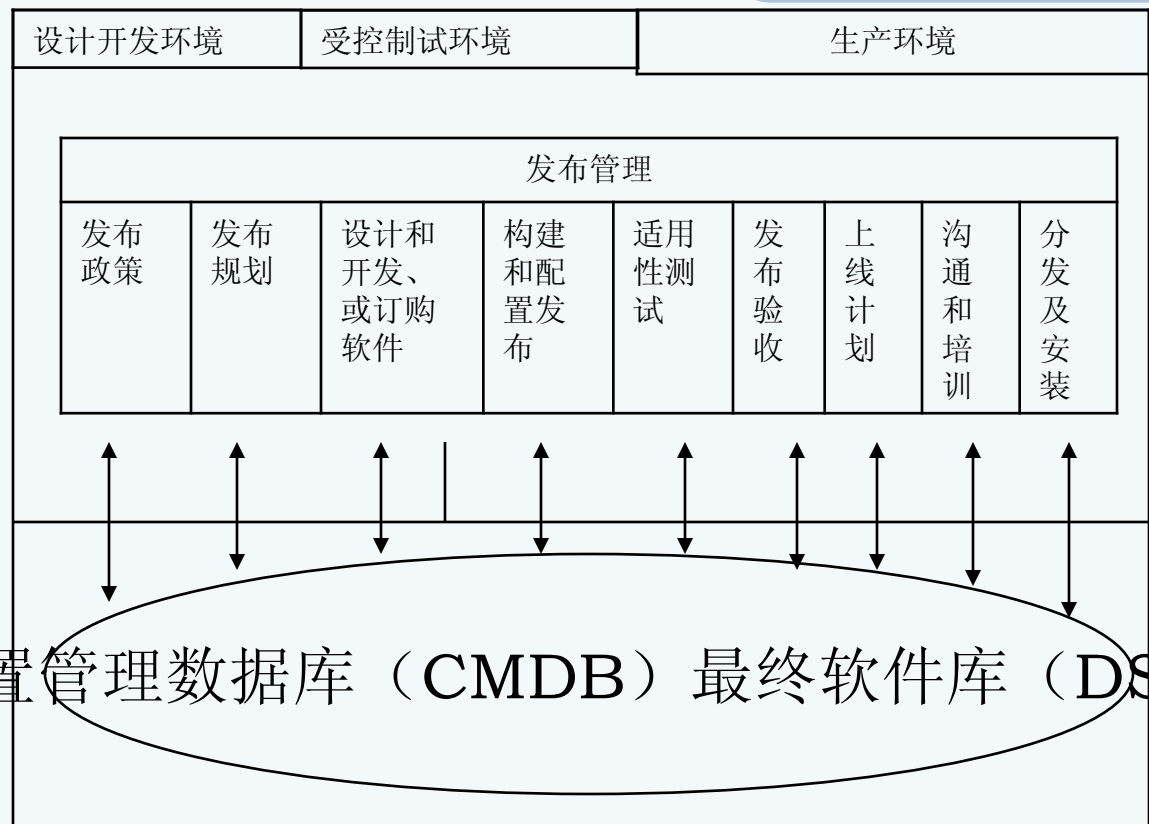 设计开发环境
受控制试环境
生产环境
发布管理
发布
政策
发布
规划
设计和
开发、
或订购
软件
构建
和配
置发
布
适用
性测
试
发
布
验
收
上
线
计
划
沟
通
和
培
训
分
发
及
安
装
置管理数据库（CMDB）最终软件库（DS